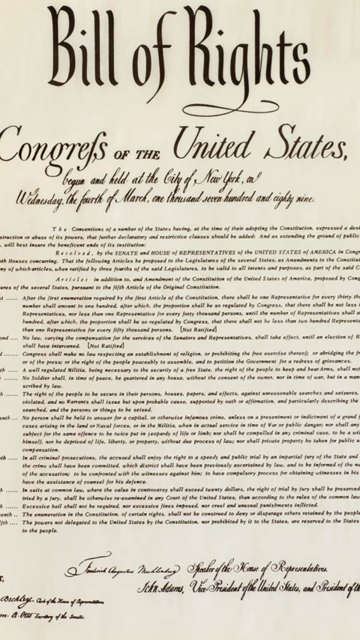 Bill of Rights
Congreſs OF THE United States,
begun and held at the City of New York, on
Wednesday, the fourth of March, one thousand seven hundred and eighty nine.
The Conventions of a number of the States having, at the time of their adopting the Constitution, expressed a
or abuse of its powers, that further declaratory and restrictive clauses should be added: And as extending the ground of
will best insure the beneficent ends of its institution:
Resolved, by the SENATE and HOUSE of REPRESENTATIVES of the UNITED STATES of AMERICA in
Houses concurring. That the following Articles be proposed to the Legislatures of the several States, as Amendments to the
of which articles, when ratified by three fourths of the said Legislatures, to be valid to all intents and purposes, as part of the said
Articles in addition to, and Amendment of the Constitution of the United States of America, proposed by
of the several States, pursuant to the fifth Article of the Original Constitution.
After the first enumeration required by the first Article of the Constitution, there shall be one Representative for every thirty
number shall amount to one hundred, after which, the proportion shall be so regulated by Congress, that there shall be not less
Representatives, nor less than one Representative for every forty thousand persons, until the number of Representatives shall
hundred, after which, the proportion shall be so regulated by Congress, that there shall not be less than two hundred
than one Representative for every fifty thousand persons. [Not Ratified]
No law, varying the compensation for the services of the Senators and Representatives, shall take effect, until an election of
shall have intervened. [Not Ratified]
Congress shall make no law respecting an establishment of religion, or prohibiting the free exercise thereof; or abridging the
or of the press; or the right of the people peaceably to assemble, and to petition the Government for a redress of grievances.
A well regulated Militia, being necessary to the security of a free State, the right of the people to keep and bear Arms, shall not
No Soldier shall, in time of peace, be quartered in any house, without the consent of the owner, nor in time of war, but in a
by law.
The right of the people to be secure in their persons, houses, papers, and effects, against unreasonable searches and seizures,
violated, and no Warrants shall issue but upon probable cause, supported by oath or affirmation, and particularly describing the
searched, and the persons or things to be seized.
No person shall be held to answer for a capital, or otherwise infamous crime, unless on a presentment or indictment of a grand
cases arising in the land or Naval forces, or in the Militia, when in actual service in time of War or public danger; nor shall any
subject for the same offence to be twice put in jeopardy of life or limb; nor shall be compelled in any criminal case, to be a
himself, nor be deprived of life, liberty, or property, without due process of law; nor shall private property be taken for public
compensation.
In all criminal prosecutions, the accused shall enjoy the right to a speedy and public trial by an impartial jury of the State and
the crime shall have been committed, which district shall have been previously ascertained by law, and to be informed of the
of the accusation; to be confronted with the witnesses against him; to have compulsory process for obtaining witnesses in his
have the assistance of counsel for his defence.
In suits at common law, where the value in controversy shall exceed twenty dollars, the right of trial by jury shall be preserved
tried by a jury, shall be otherwise re-examined in any Court of the United States, than according to the rules of the common
Excessive bail shall not be required, nor excessive fines imposed, nor cruel and unusual punishments inflicted.
The enumeration in the Constitution, of certain rights, shall not be construed to deny or disparage others retained by the
The powers not delegated to the United States by the Constitution, nor prohibited by it to the States, are reserved to the
to the people.
Frederick Augustus Muhlenberg Speaker of the House of Representatives.
John Adams, Vice President of the United States, and President of the
Beckley, Clerk of the House of Representatives
Otis Secretary of the Senate.